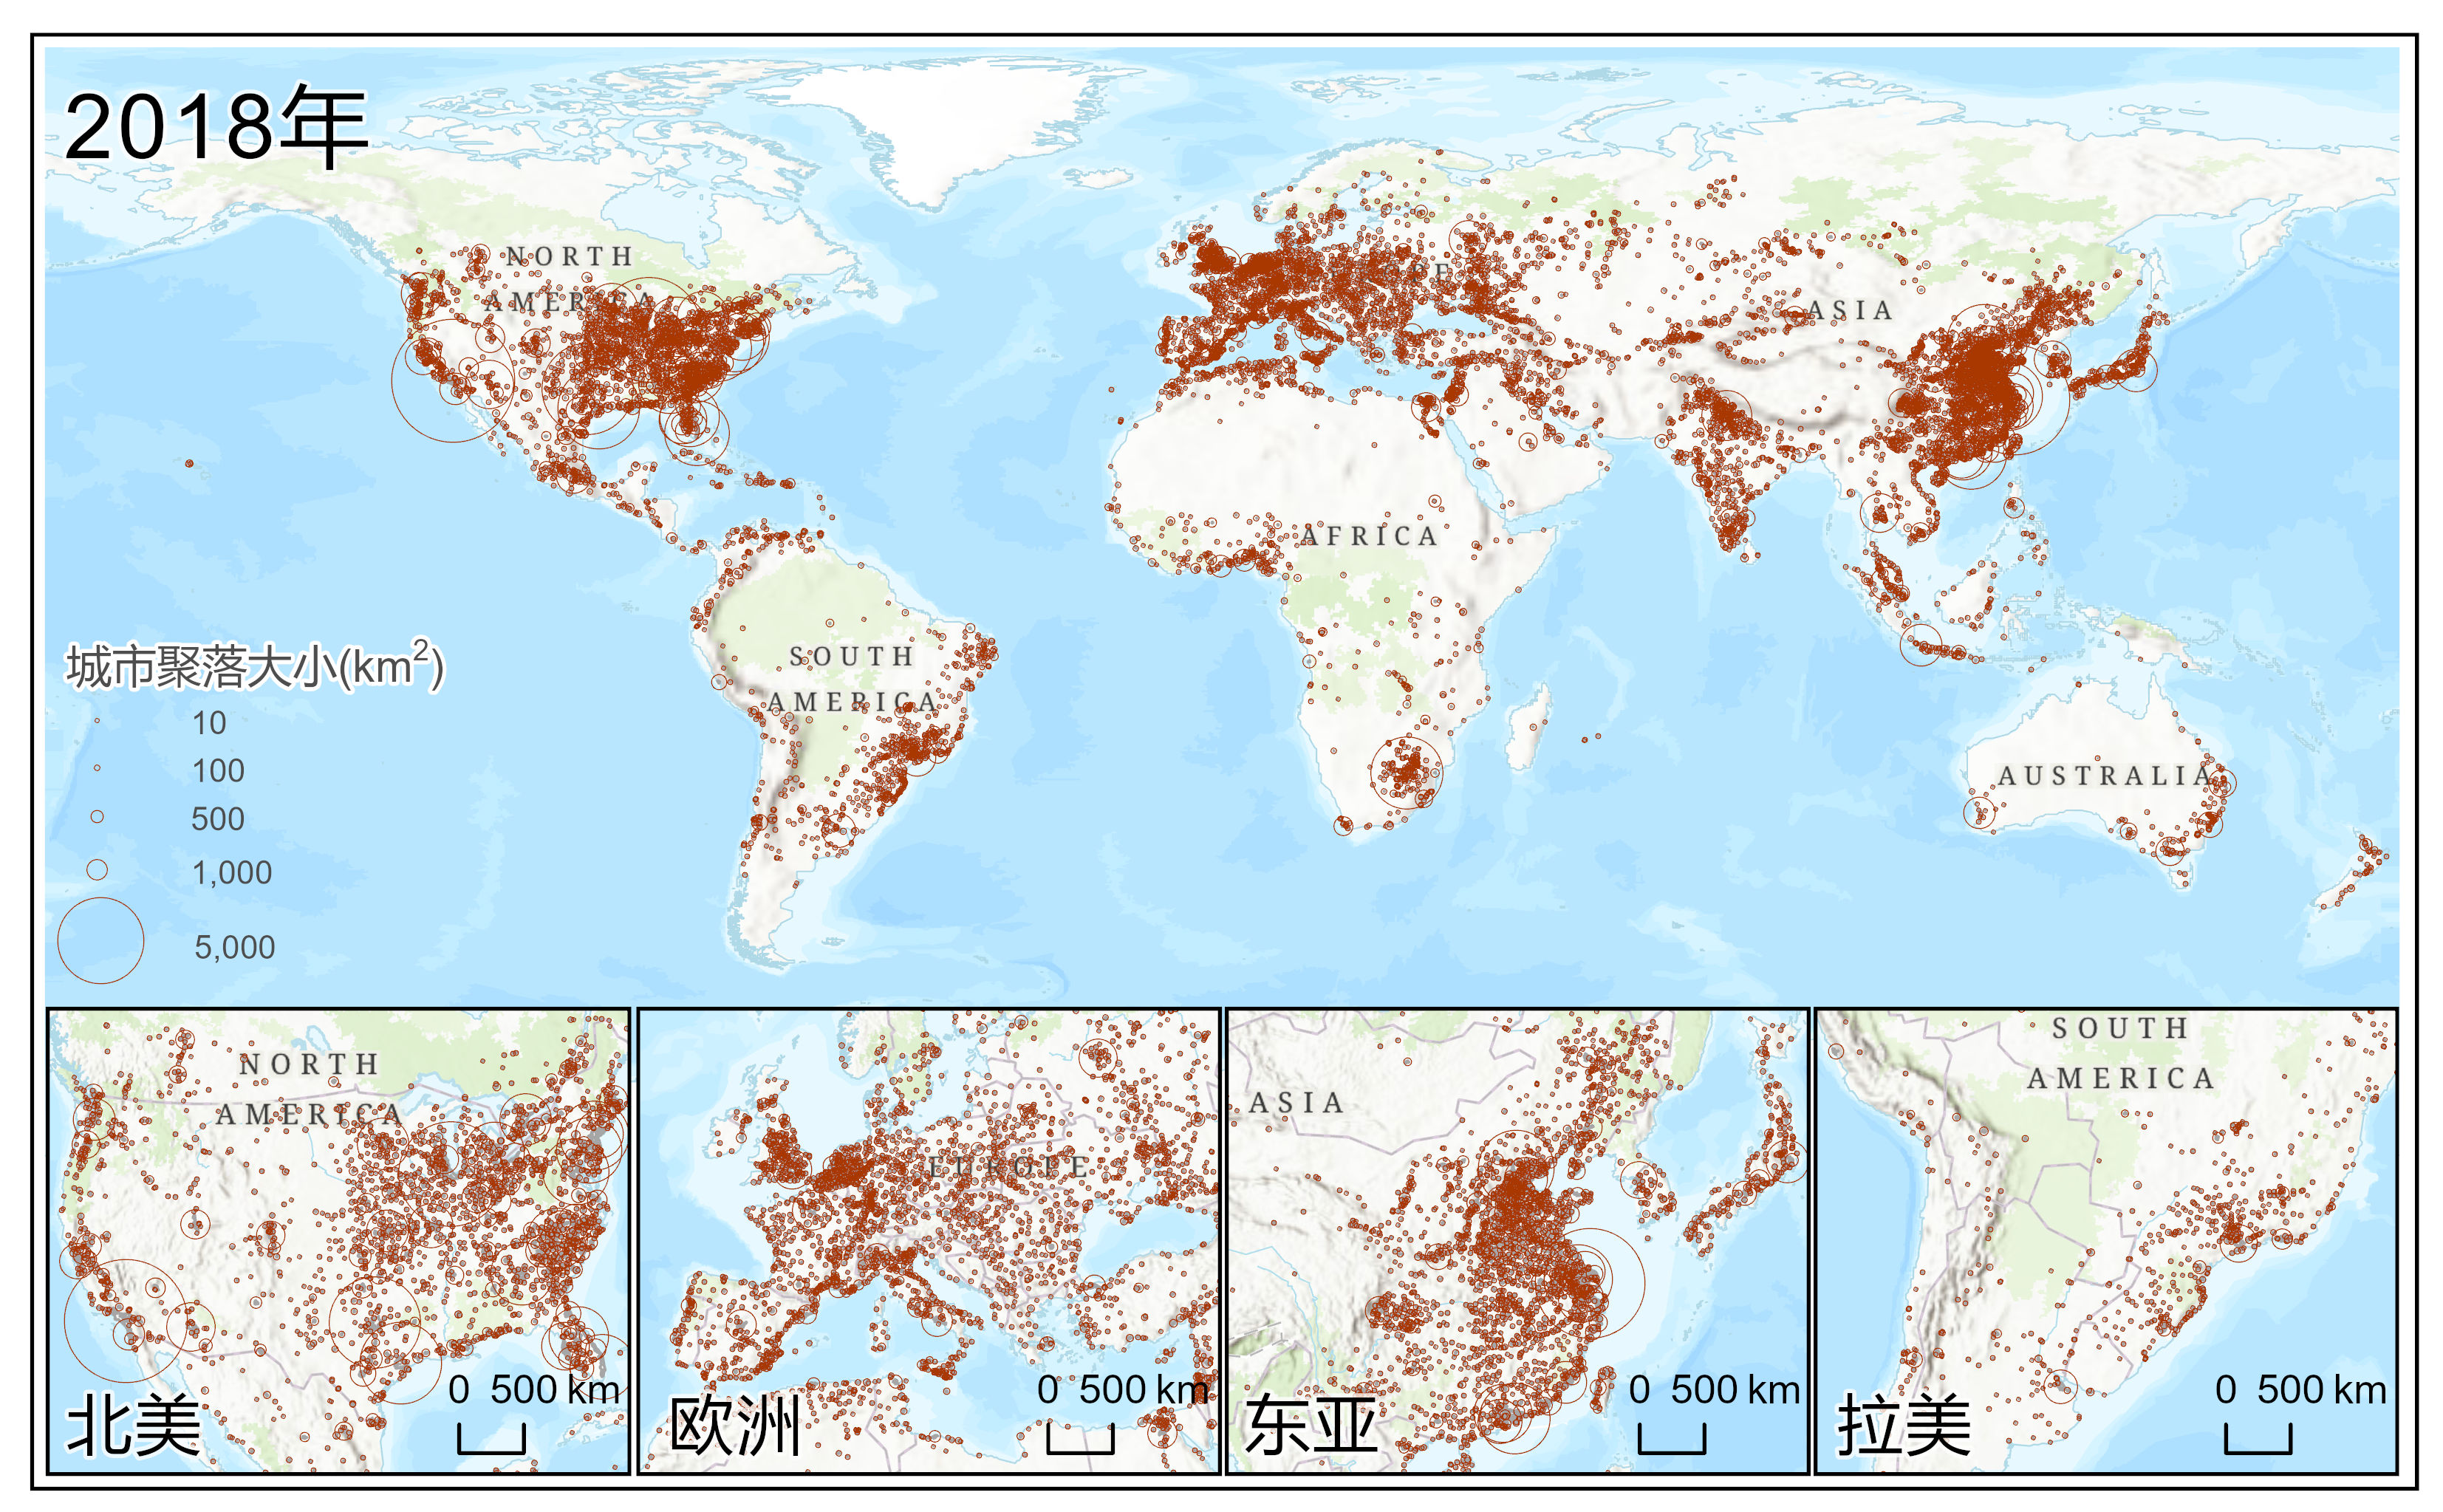 2018年
NORTH
AMERICA
EUROPE
ASIA
AFRICA
SOUTH
AMERICA
AUSTRALIA
城市聚落大小(km²)
10
100
500
1,000
5,000
NORTH
AMERICA
北美
0 500 km
EUROPE
欧洲
0 500 km
ASIA
东亚
0 500 km
SOUTH
AMERICA
拉美
0 500 km